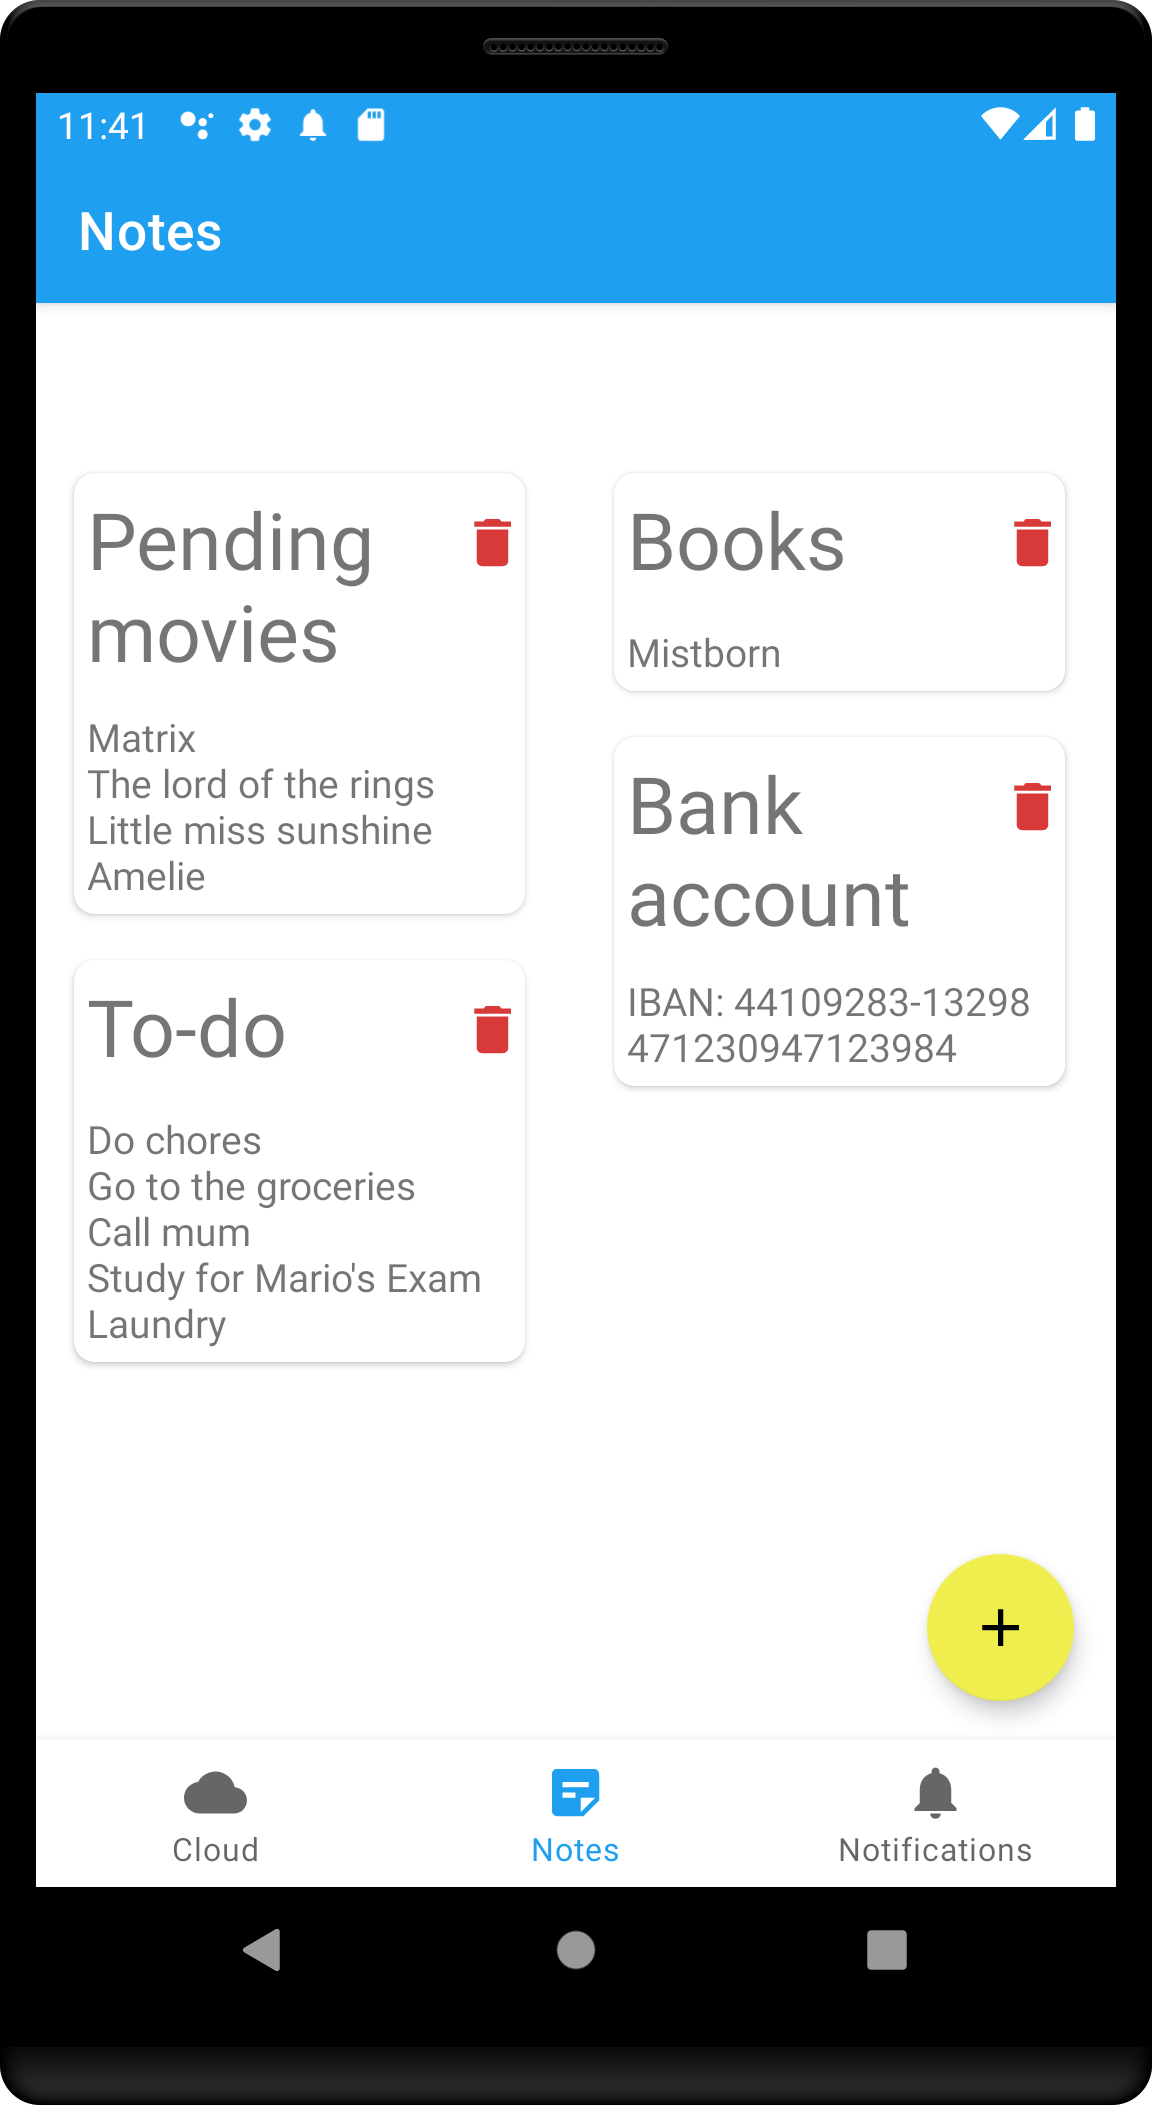 11:41
Notes
Pending
movies
Matrix
The lord of the rings
Little miss sunshine
Amelie
To-do
Do chores
Go to the groceries
Call mum
Study for Mario's Exam
Laundry
Books
Mistborn
Bank
account
IBAN: 44109283-13298
471230947123984
Cloud
Notes
Notifications